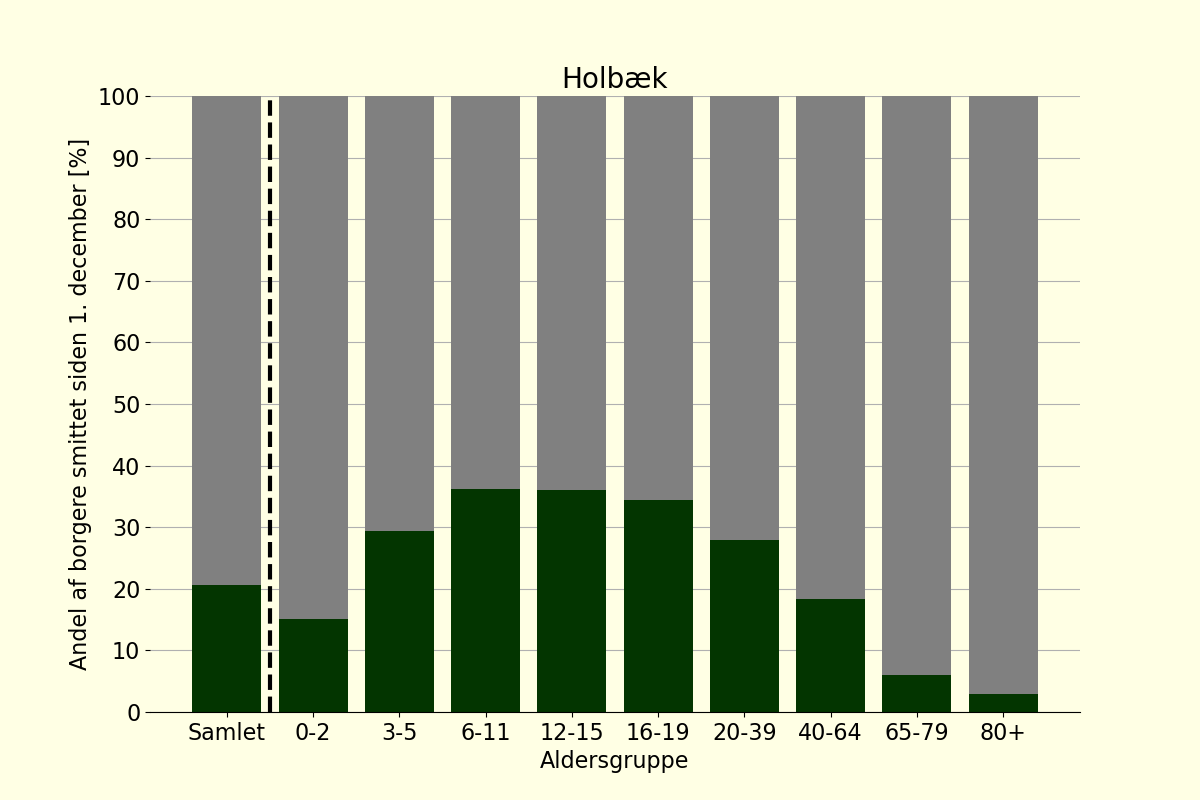 Holbæk
Andel af borgere smittet siden 1. december [%]
100
90
80
70
60
50
40
30
20
10
0
Samlet 0-2 3-5 6-11 12-15 16-19 20-39 40-64 65-79 80+
Aldersgruppe